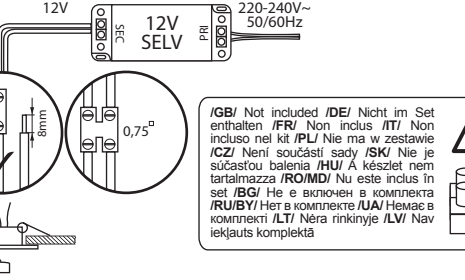 12V
220-240V~
50/60Hz
SEC
12V
SELV
PRI
8mm
0,75□
/GB/ Not included /DE/ Nicht im Set
enthalten /FR/ Non inclus /IT/ Non
incluso nel kit /PL/ Nie ma w zestawie
/CZ/ Není součástí sady /SK/ Nie je
súčasťou balenia /HU/ A készlet nem
tartalmazza /RO/MD/ Nu este inclus în
set /BG/ Не е включен в комплекта
/RU/BY/ Нет в комплекте /UA/ Немає в
комплекті /LT/ Nėra rinkinyje /LV/ Nav
iekļauts komplektā